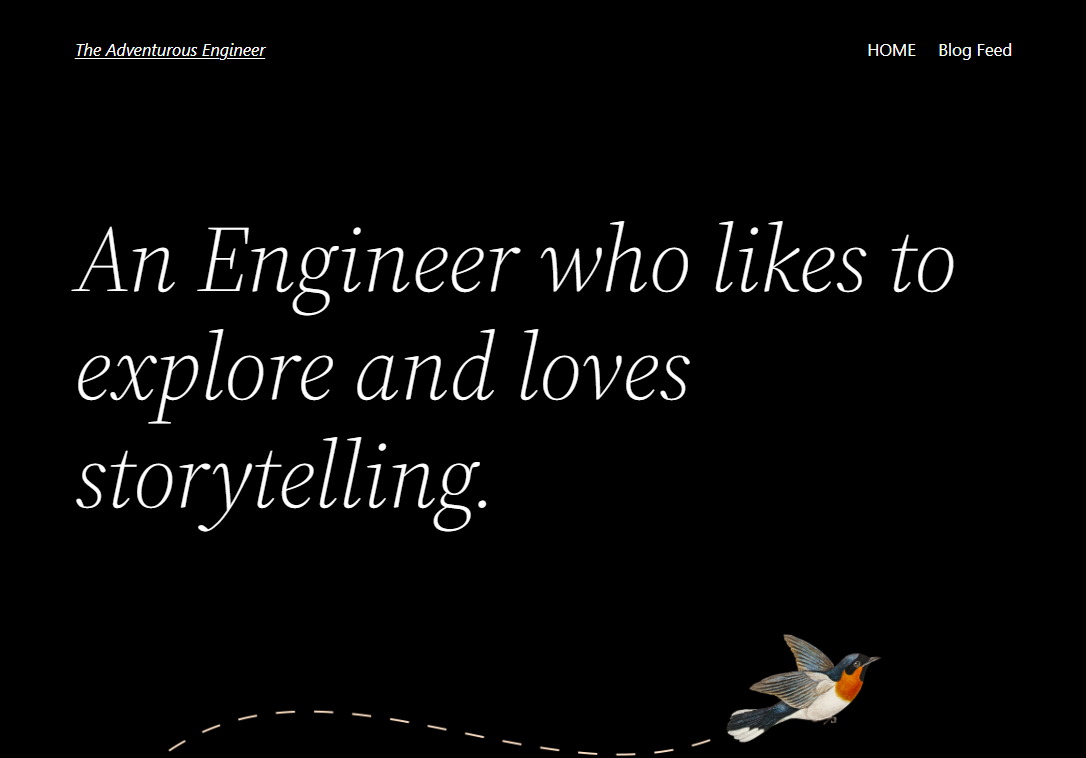 The Adventurous Engineer
HOME
Blog Feed
An Engineer who likes to
explore and loves
storytelling.